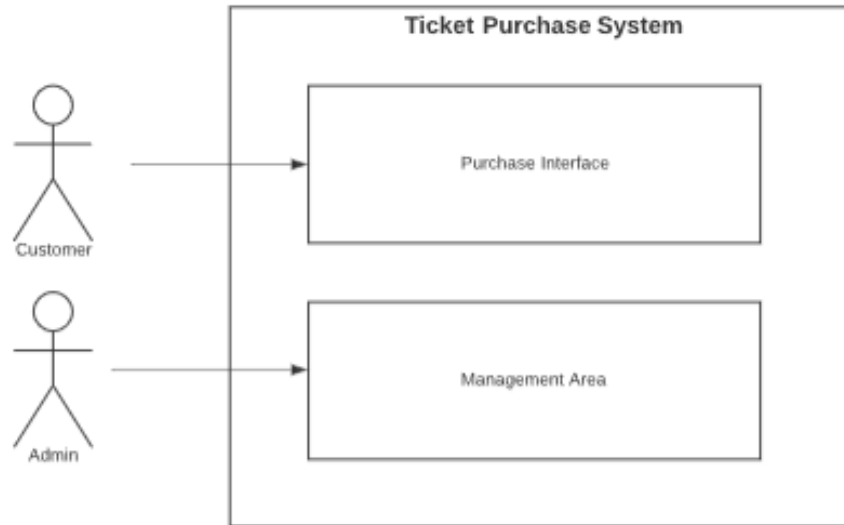 Ticket Purchase System
Purchase Interface
Customer
Management Area
Admin